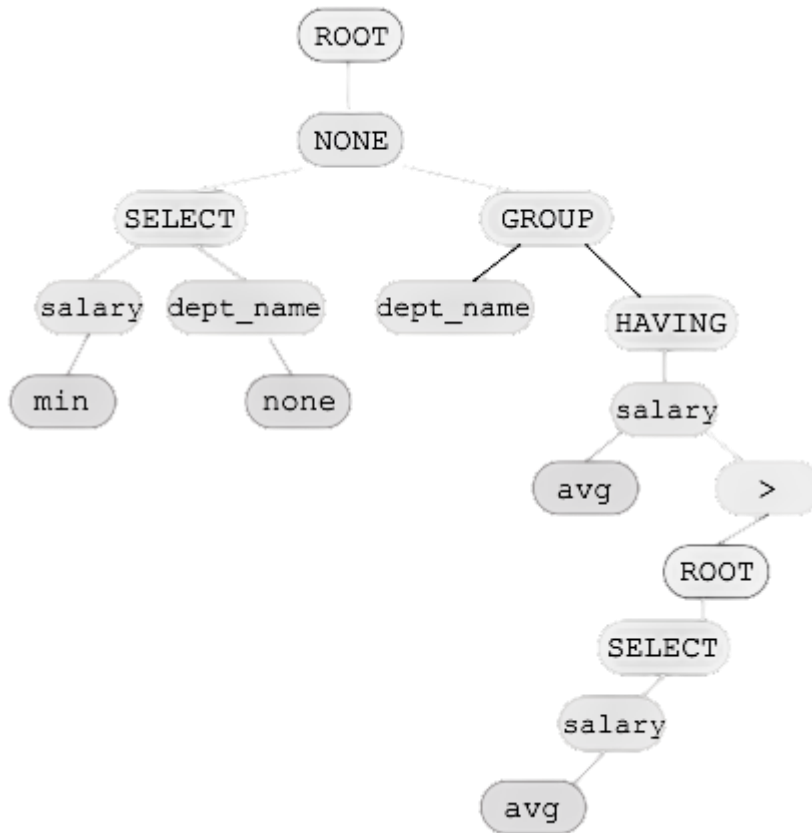 ROOT
NONE
SELECT
GROUP
salary
dept_name
dept_name
HAVING
min
none
salary
avg
>
ROOT
SELECT
salary
avg